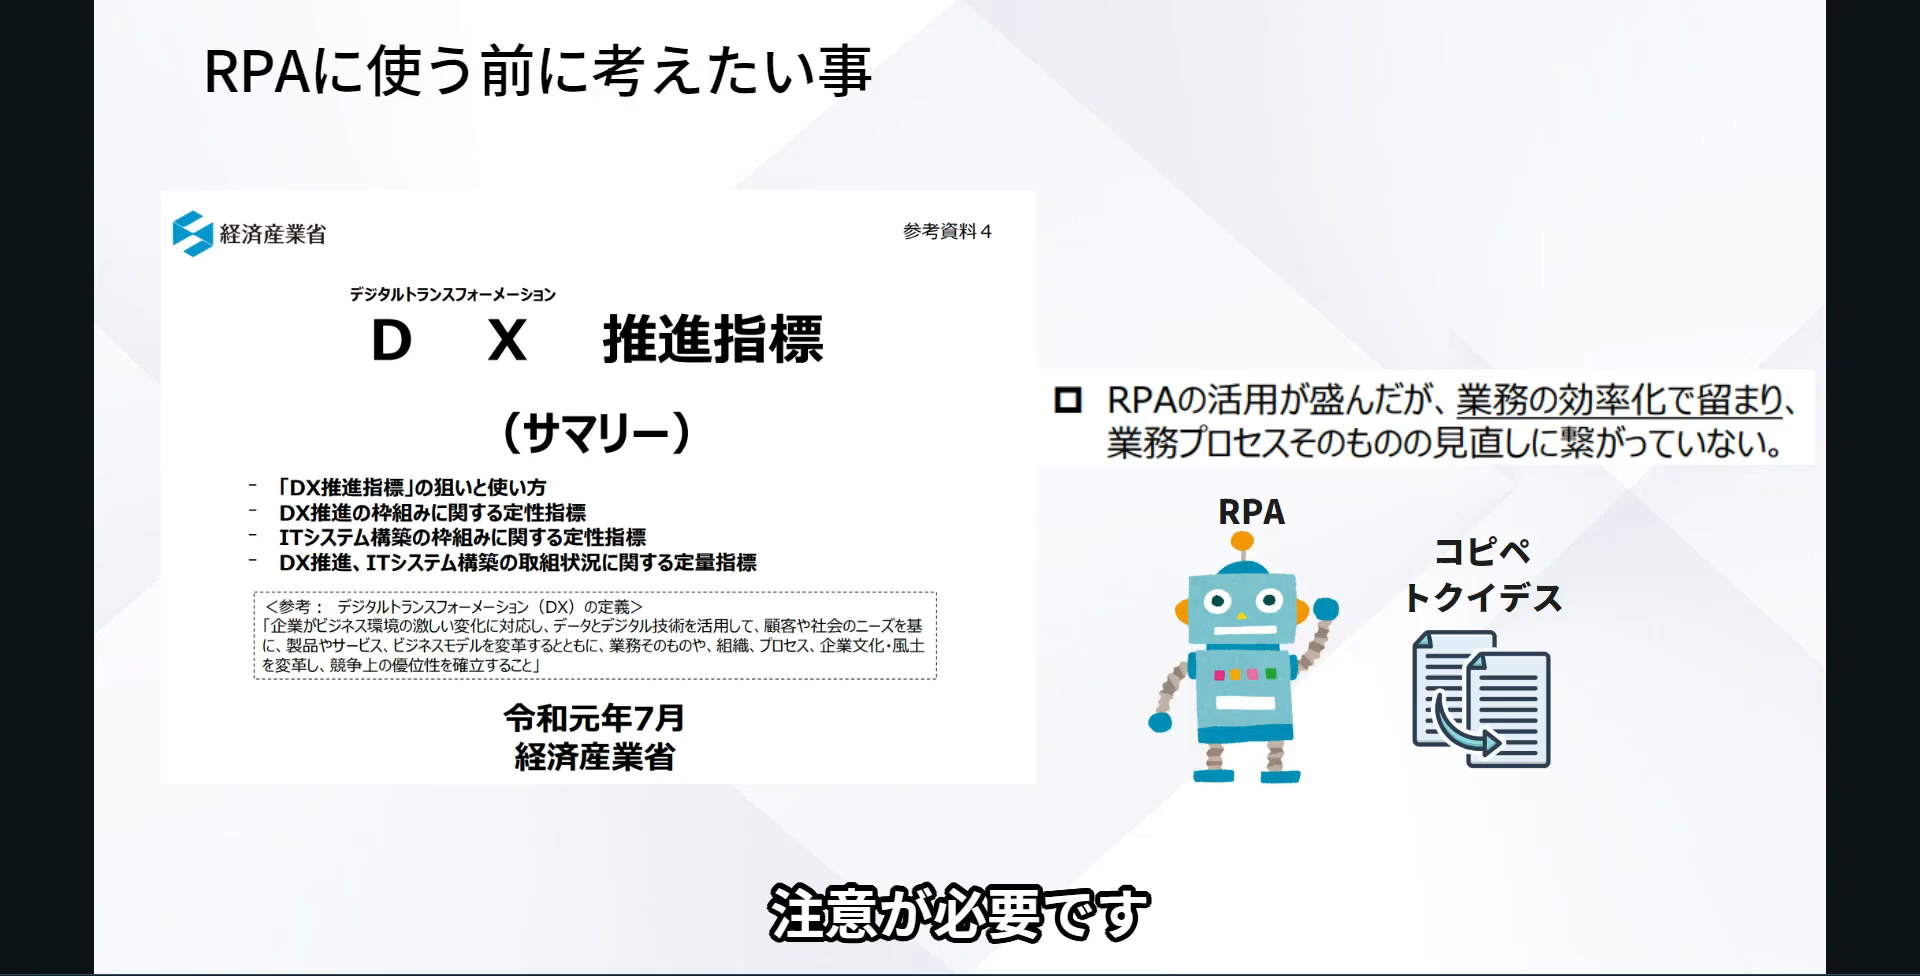 RPAに使う前に考えたい事
経済産業省
参考資料４
デジタルトランスフォーメーション
D X 推進指標
（サマリー）
- 「DX推進指標」の狙いと使い方
- DX推進の枠組みに関する定性指標
- ITシステム構築の枠組みに関する定性指標
- DX推進、ITシステム構築の取組状況に関する定量指標
＜参考： デジタルトランスフォーメーション（DX）の定義＞
「企業がビジネス環境の激しい変化に対応し、データとデジタル技術を活用して、顧客や社会のニーズを基
に、製品やサービス、ビジネスモデルを変革するとともに、業務そのものや、組織、プロセス、企業文化・風土
を変革し、競争上の優位性を確立すること」
令和元年7月
経済産業省
RPAの活用が盛んだが、業務の効率化で留まり、
業務プロセスそのものの見直しに繋がっていない。
RPA
コピペ
トクイデス
注意が必要です